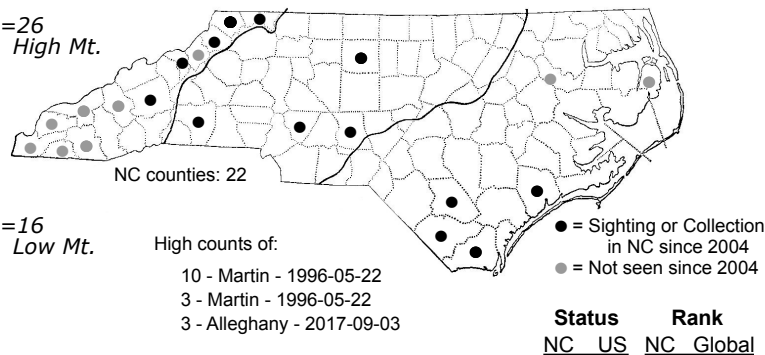 =26
High Mt.
NC counties: 22
=16
Low Mt.
High counts of:
10 - Martin - 1996-05-22
3 - Martin - 1996-05-22
3 - Alleghany - 2017-09-03
= Sighting or Collection
in NC since 2004
= Not seen since 2004
Status Rank
NC US NC Global